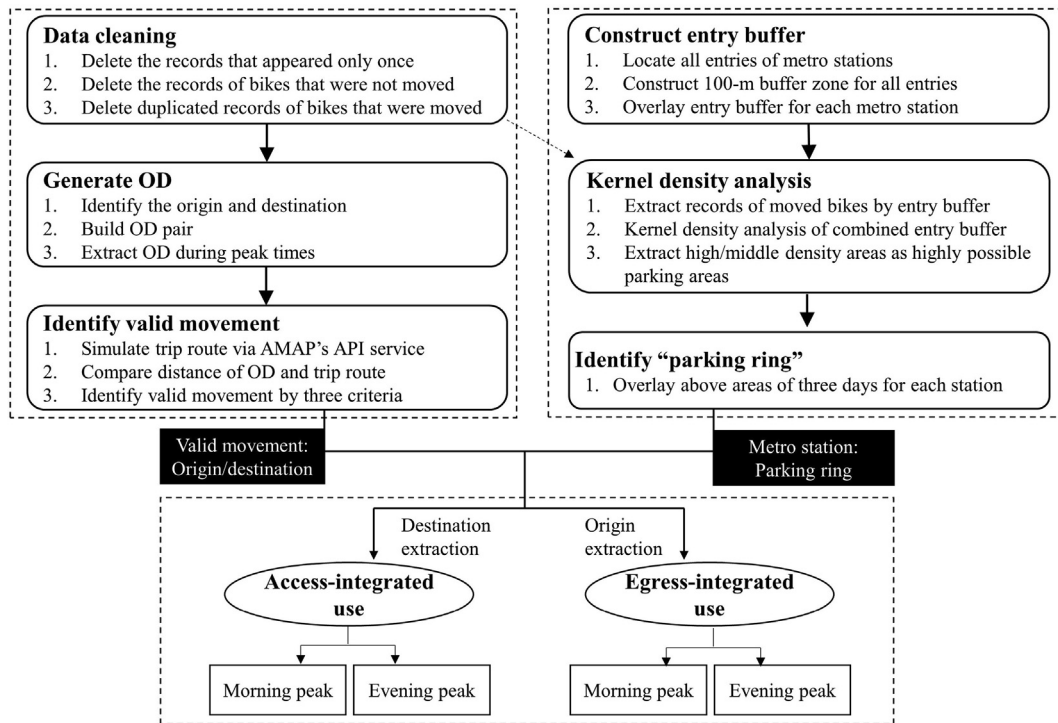 Data cleaning
1. Delete the records that appeared only once
2. Delete the records of bikes that were not moved
3. Delete duplicated records of bikes that were moved
Generate OD
1. Identify the origin and destination
2. Build OD pair
3. Extract OD during peak times
Identify valid movement
1. Simulate trip route via AMAP's API service
2. Compare distance of OD and trip route
3. Identify valid movement by three criteria
Construct entry buffer
1. Locate all entries of metro stations
2. Construct 100-m buffer zone for all entries
3. Overlay entry buffer for each metro station
Kernel density analysis
1. Extract records of moved bikes by entry buffer
2. Kernel density analysis of combined entry buffer
3. Extract high/middle density areas as highly possible
parking areas
Identify “parking ring”
1. Overlay above areas of three days for each station
Valid movement:
Origin/destination
Metro station:
Parking ring
Destination
extraction
Origin
extraction
Access-integrated
use
Egress-integrated
use
Morning peak
Evening peak
Morning peak
Evening peak